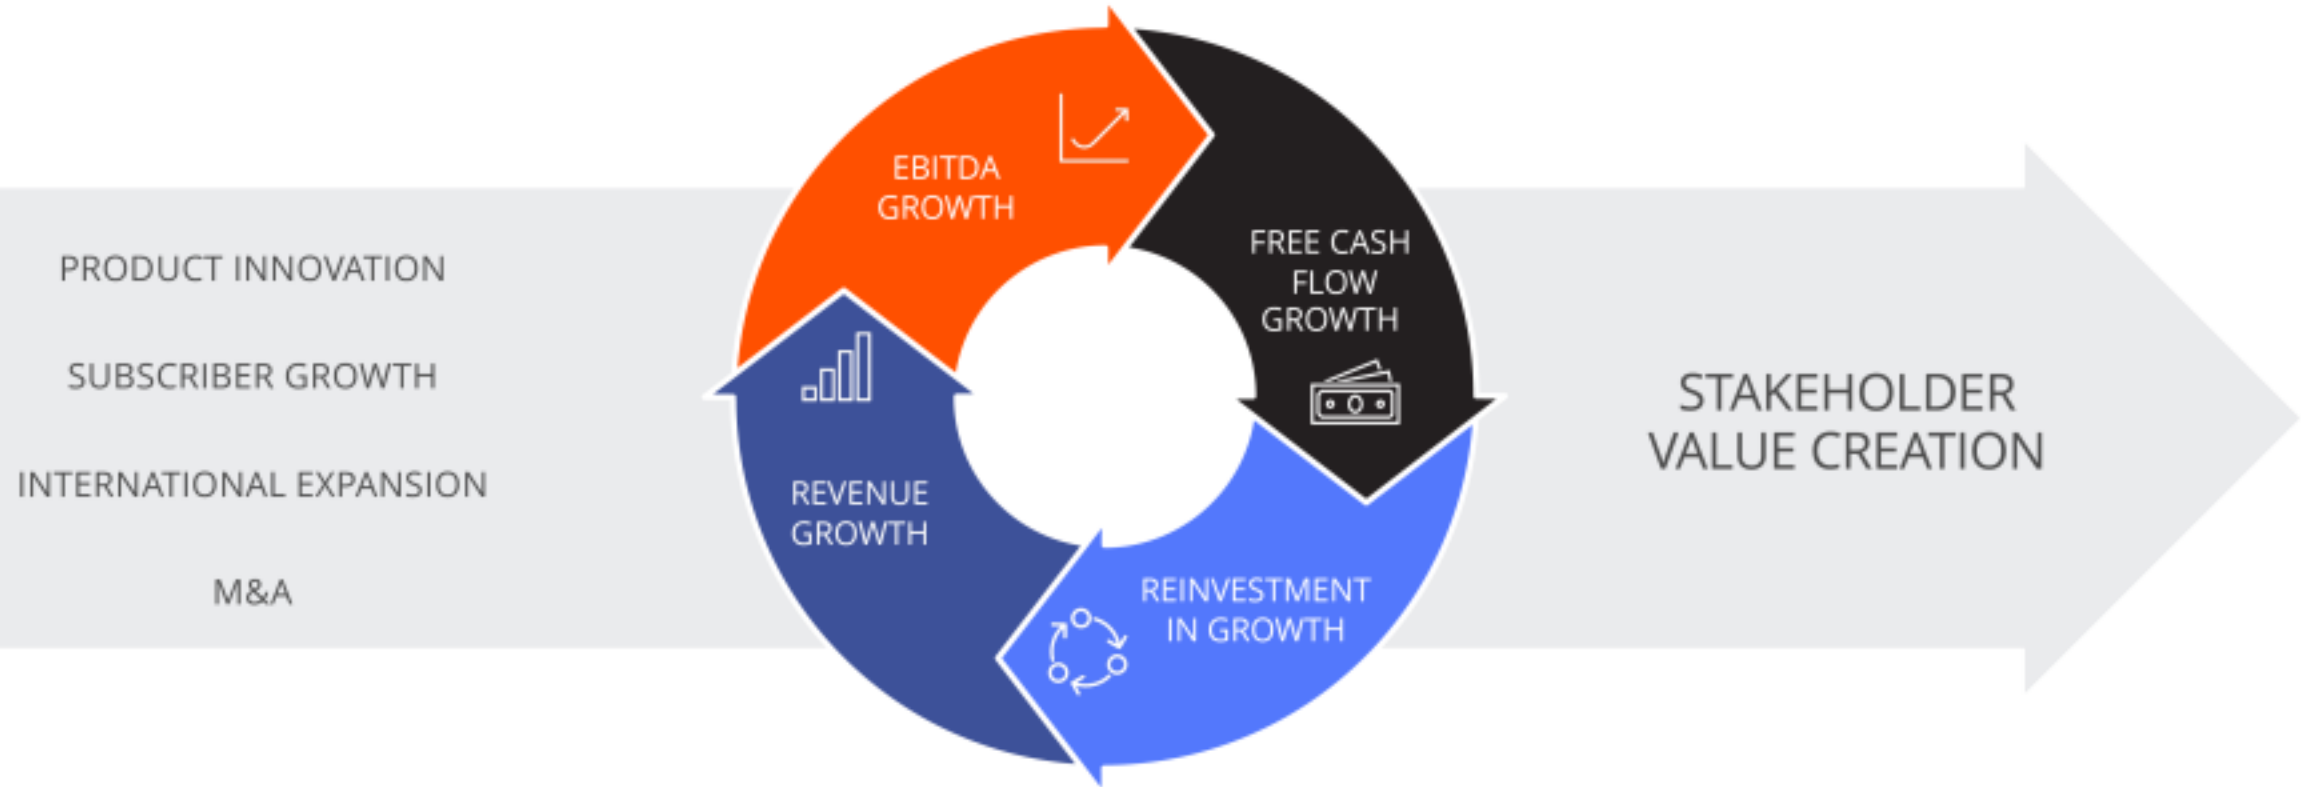 PRODUCT INNOVATION
SUBSCRIBER GROWTH
INTERNATIONAL EXPANSION
M&A
EBITDA
GROWTH
FREE CASH
FLOW
GROWTH
REVENUE
GROWTH
REINVESTMENT
IN GROWTH
STAKEHOLDER
VALUE CREATION